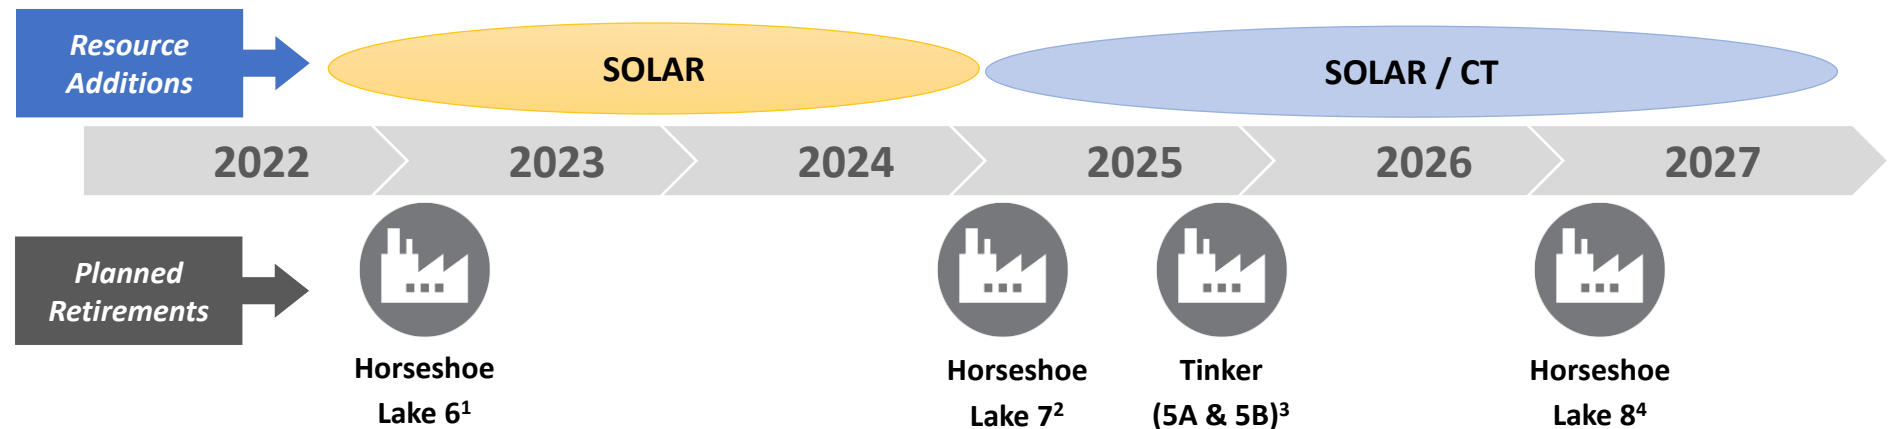 Resource
Additions
SOLAR
SOLAR / CT
2022
2023
2024
2025
2026
2027
Planned
Retirements
Horseshoe
Lake 6¹
Horseshoe
Lake 7²
Tinker
(5A & 5B)³
Horseshoe
Lake 8⁴